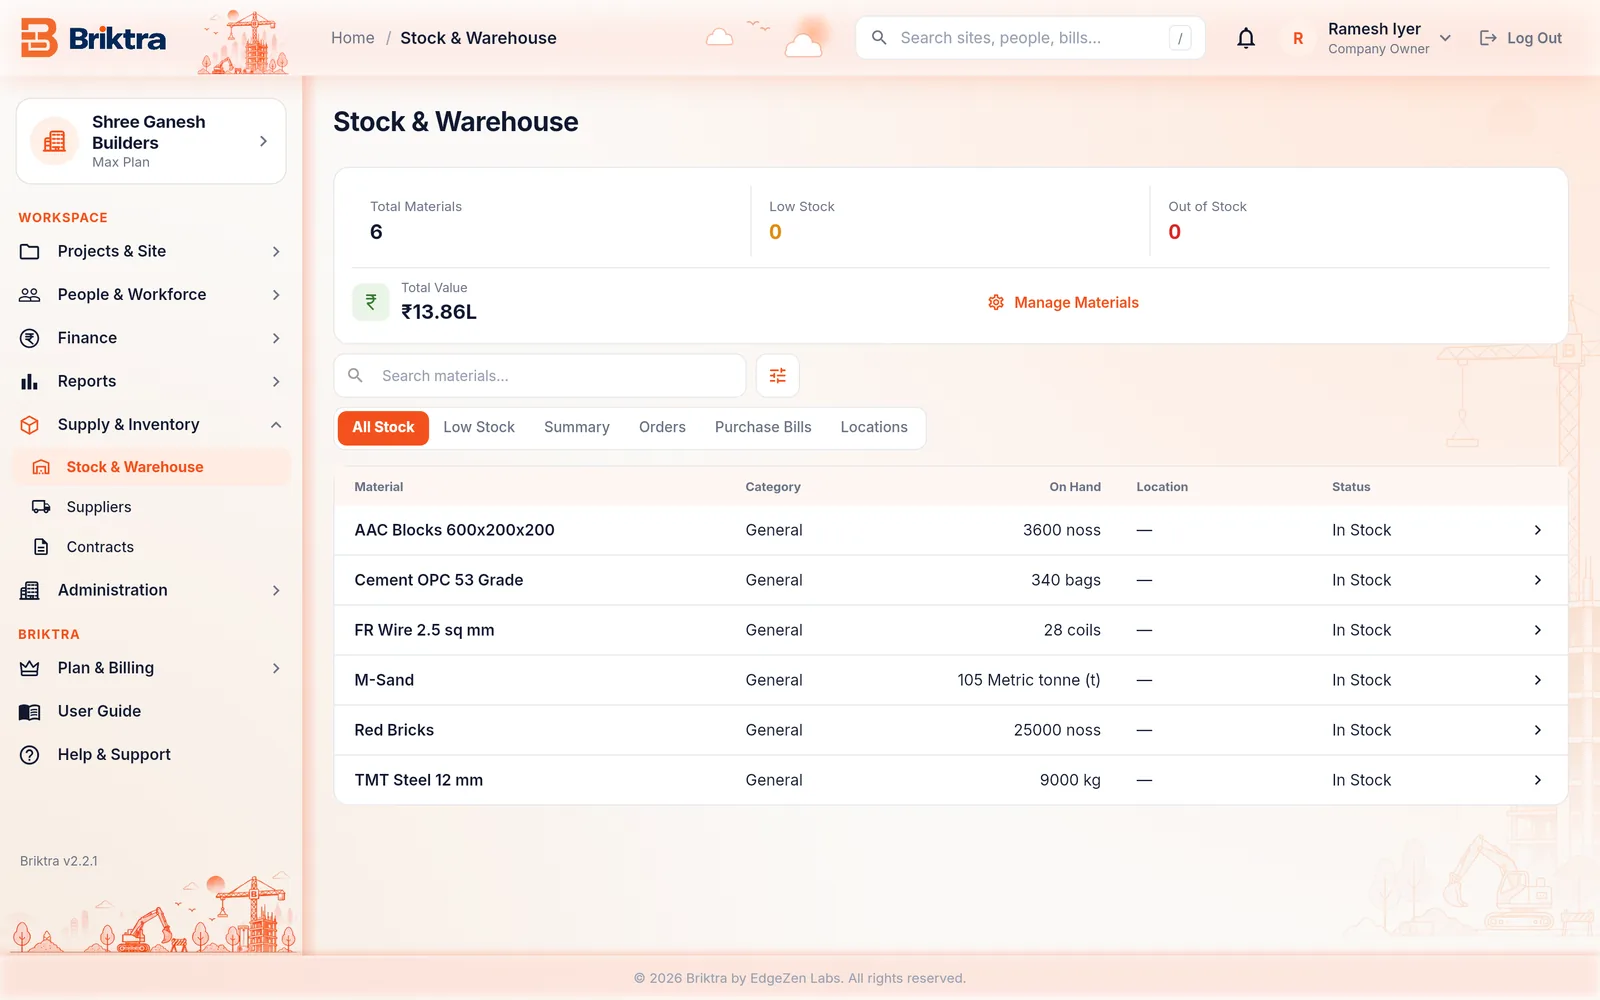 Briktra
Home / Stock & Warehouse
Search sites, people, bills...
/
R
Ramesh Iyer
Company Owner
Log Out
Shree Ganesh
Builders
Max Plan
WORKSPACE
Projects & Site
People & Workforce
Finance
Reports
Supply & Inventory
Stock & Warehouse
Suppliers
Contracts
Administration
BRIKTRA
Plan & Billing
User Guide
Help & Support
Briktra v2.2.1
Stock & Warehouse
Total Materials
6
Low Stock
0
Out of Stock
0
₹
Total Value
₹13.86L
Manage Materials
Search materials...
All Stock Low Stock Summary Orders Purchase Bills Locations
Material Category On Hand Location Status
AAC Blocks 600x200x200 General 3600 noss — In Stock
Cement OPC 53 Grade General 340 bags — In Stock
FR Wire 2.5 sq mm General 28 coils — In Stock
M-Sand General 105 Metric tonne (t) — In Stock
Red Bricks General 25000 noss — In Stock
TMT Steel 12 mm General 9000 kg — In Stock
© 2026 Briktra by EdgeZen Labs. All rights reserved.